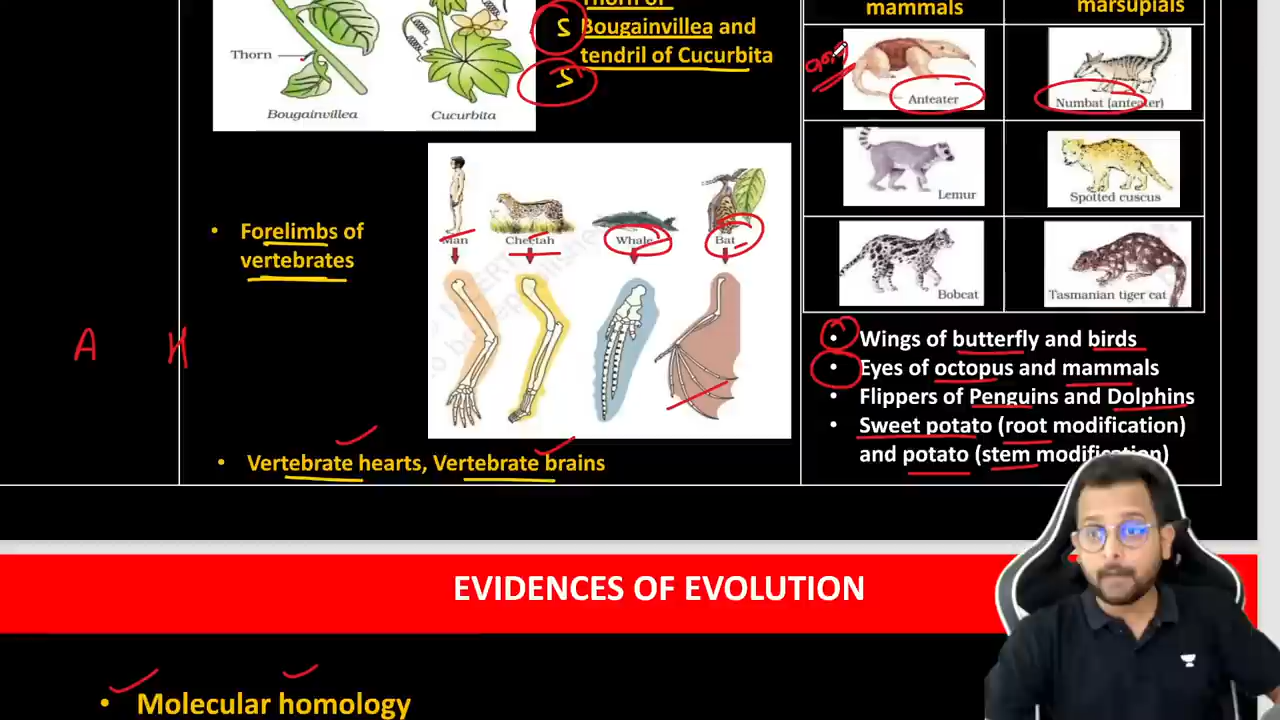 Thorn of
Bougainvillea and
tendril of Cucurbita
S
S
Thorn
Bougainvillea
Cucurbita
mammals
marsupials
Anteater
Numbat (anteater)
Lemur
Spotted cuscus
Bobcat
Tasmanian tiger cat
• Forelimbs of
vertebrates
Man
Cheetah
Whale
Bat
A H
• Vertebrate hearts, Vertebrate brains
• Wings of butterfly and birds
• Eyes of octopus and mammals
• Flippers of Penguins and Dolphins
• Sweet potato (root modification)
and potato (stem modification)
EVIDENCES OF EVOLUTION
• Molecular homology